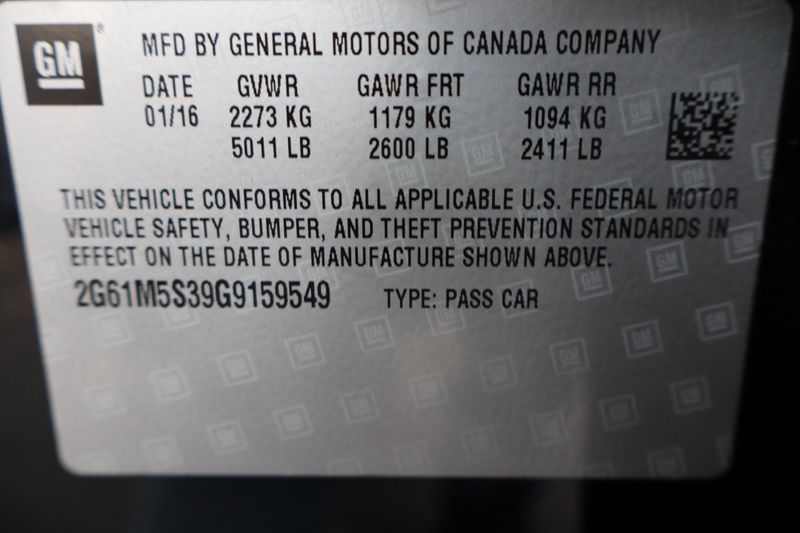 GM®
MFD BY GENERAL MOTORS OF CANADA COMPANY
DATE GVWR GAWR FRT GAWR RR
01/16 2273 KG 1179 KG 1094 KG
5011 LB 2600 LB 2411 LB
THIS VEHICLE CONFORMS TO ALL APPLICABLE U.S. FEDERAL MOTOR
VEHICLE SAFETY, BUMPER, AND THEFT PREVENTION STANDARDS IN
EFFECT ON THE DATE OF MANUFACTURE SHOWN ABOVE.
2G61M5S39G9159549 TYPE: PASS CAR